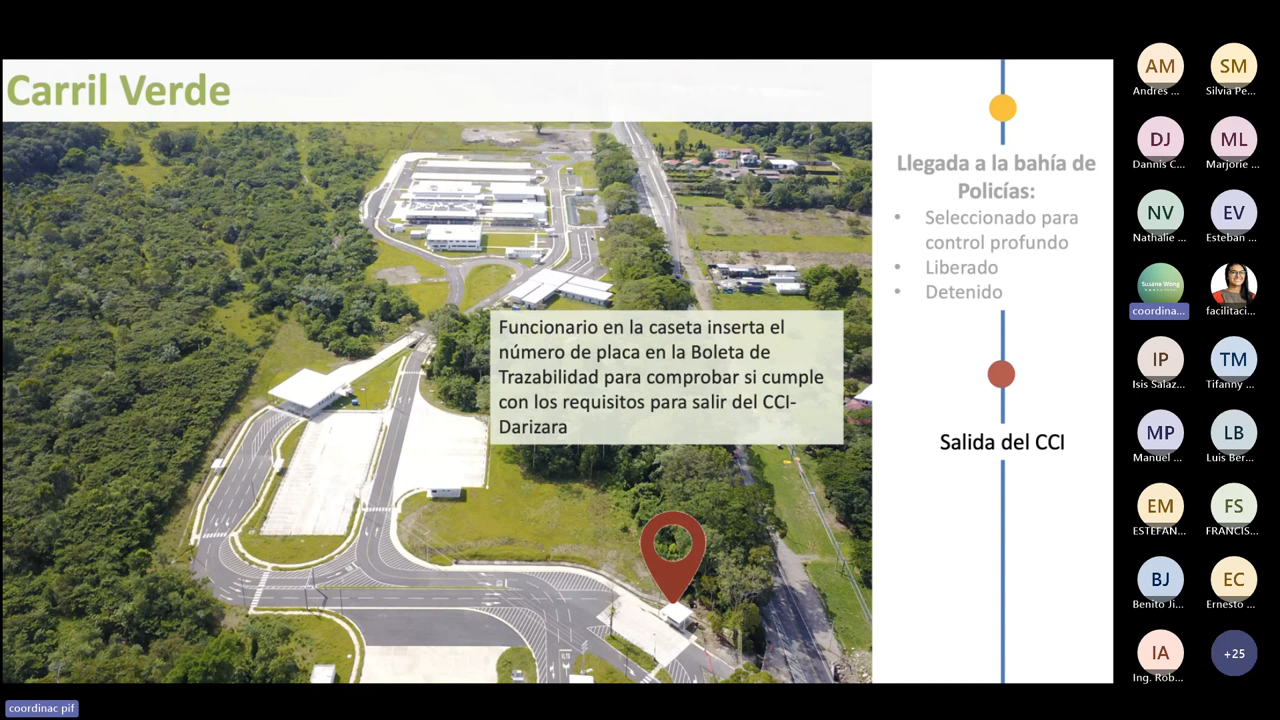 Carril Verde
Llegada a la bahía de
Policías:
• Seleccionado para
control profundo
• Liberado
• Detenido
Funcionario en la caseta inserta el
número de placa en la Boleta de
Trazabilidad para comprobar si cumple
con los requisitos para salir del CCI-
Darizara
Salida del CCI
ALTO
AM
Andres ...
SM
Silvia Pe...
DJ
Dannis C...
ML
Marjorie ...
NV
Nathalie ...
EV
Esteban ...
Susana Wong
coordina...
facilitaci...
IP
Isis Salaz...
TM
Tifanny ...
MP
Manuel ...
LB
Luis Ber...
EM
ESTEFAN...
FS
FRANCIS...
BJ
Benito Ji...
EC
Ernesto ...
IA
Ing. Rob...
+25
coordinac pif